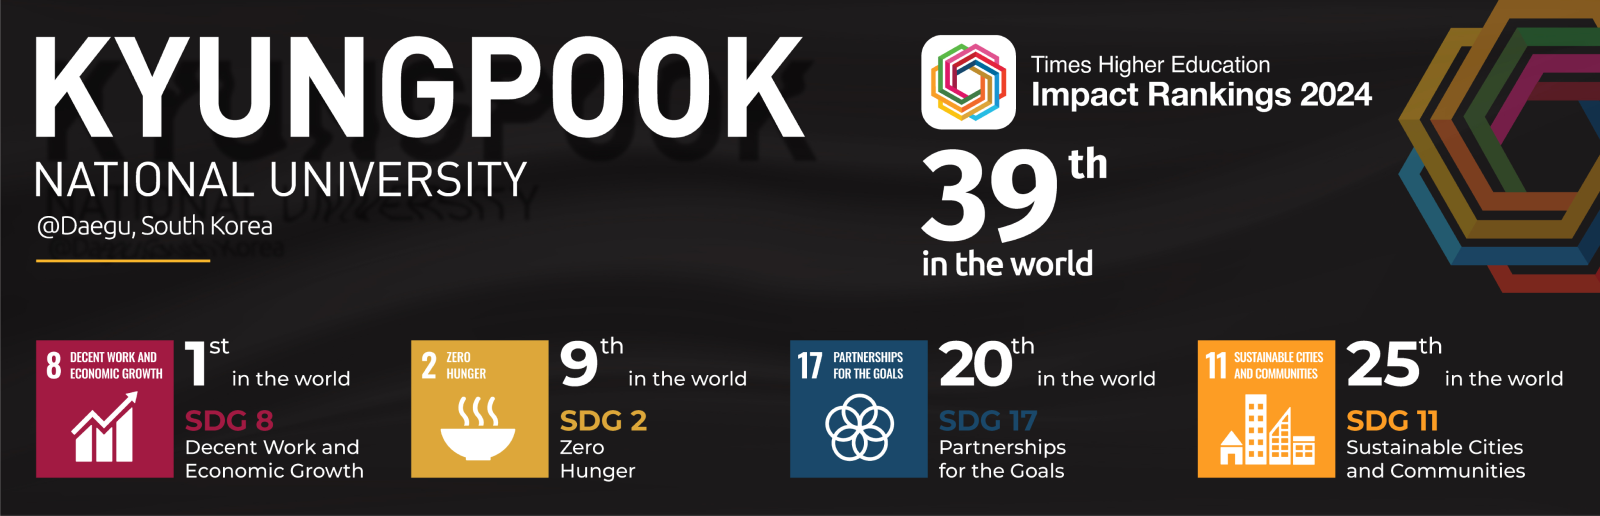 KYUNGPOOK
NATIONAL UNIVERSITY
@Daegu, South Korea
Times Higher Education
Impact Rankings 2024
39th
in the world
8 DECENT WORK AND
ECONOMIC GROWTH
1st in the world
SDG 8
Decent Work and
Economic Growth
2 ZERO
HUNGER
9th in the world
SDG 2
Zero
Hunger
17 PARTNERSHIPS
FOR THE GOALS
20th in the world
SDG 17
Partnerships
for the Goals
11 SUSTAINABLE CITIES
AND COMMUNITIES
25th in the world
SDG 11
Sustainable Cities
and Communities